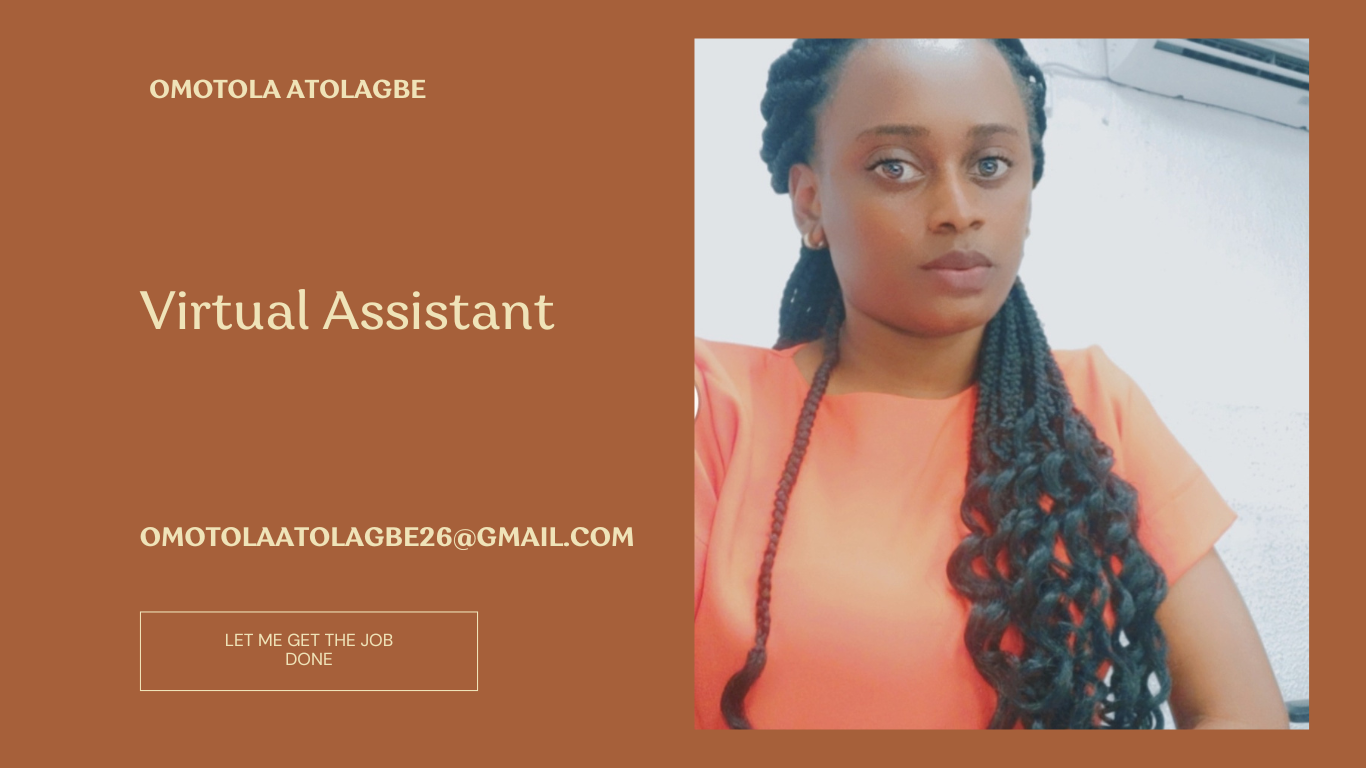 OMOTOLA ATOLAGBE
Virtual Assistant
OMOTOLAATOLAGBE26@GMAIL.COM
LET ME GET THE JOB
DONE